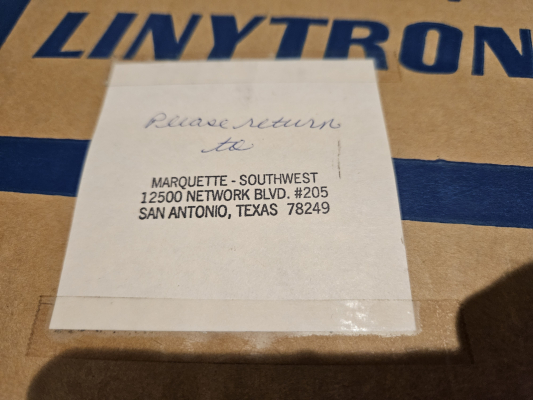 LINYTRON
Please return
to
MARQUETTE - SOUTHWEST
12500 NETWORK BLVD. #205
SAN ANTONIO, TEXAS 78249